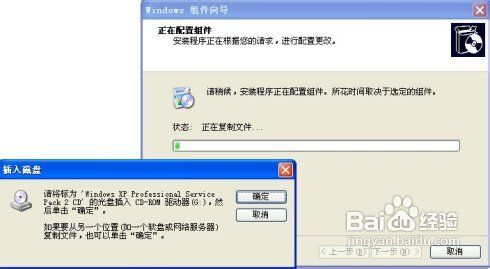 Windows 组件向导
正在配置组件
安装程序正在根据您的请求，进行配置更改。
请稍候，安装程序正在配置组件。所花时间取决于选定的组件。
状态： 正在复制文件...
插入磁盘
请将标为 'Windows XP Professional Service
Pack 2 CD' 的光盘插入 CD-ROM 驱动器(G:)，然
后单击“确定”。
如果要从另一个位置(如一个软盘或网络服务器)
复制文件，也可以单击“确定”。
确定
取消
<上一步(B) 下一步(N)> 取消
Baidu经验
jingyan.baidu.com